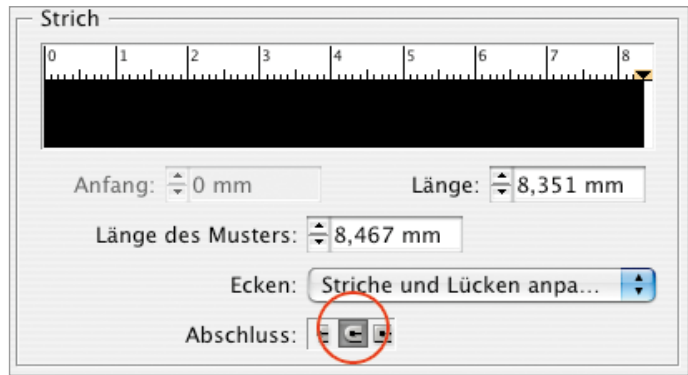 Strich
0 1 2 3 4 5 6 7 8
Anfang: 0 mm Länge: 8,351 mm
Länge des Musters: 8,467 mm
Ecken: Striche und Lücken anpa...
Abschluss: